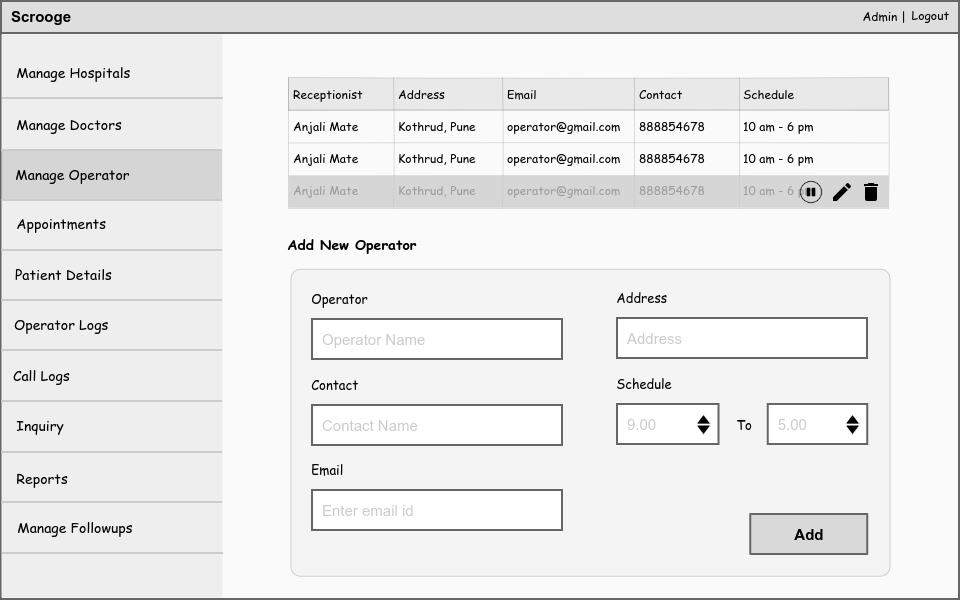 Scrooge
Admin | Logout
Manage Hospitals
Manage Doctors
Manage Operator
Appointments
Patient Details
Operator Logs
Call Logs
Inquiry
Reports
Manage Followups
Receptionist Address Email Contact Schedule
Anjali Mate Kothrud, Pune operator@gmail.com 888854678 10 am - 6 pm
Anjali Mate Kothrud, Pune operator@gmail.com 888854678 10 am - 6 pm
Anjali Mate Kothrud, Pune operator@gmail.com 888854678 10 am - 6
Add New Operator
Operator
Operator Name
Address
Address
Contact
Contact Name
Schedule
9.00 To 5.00
Email
Enter email id
Add